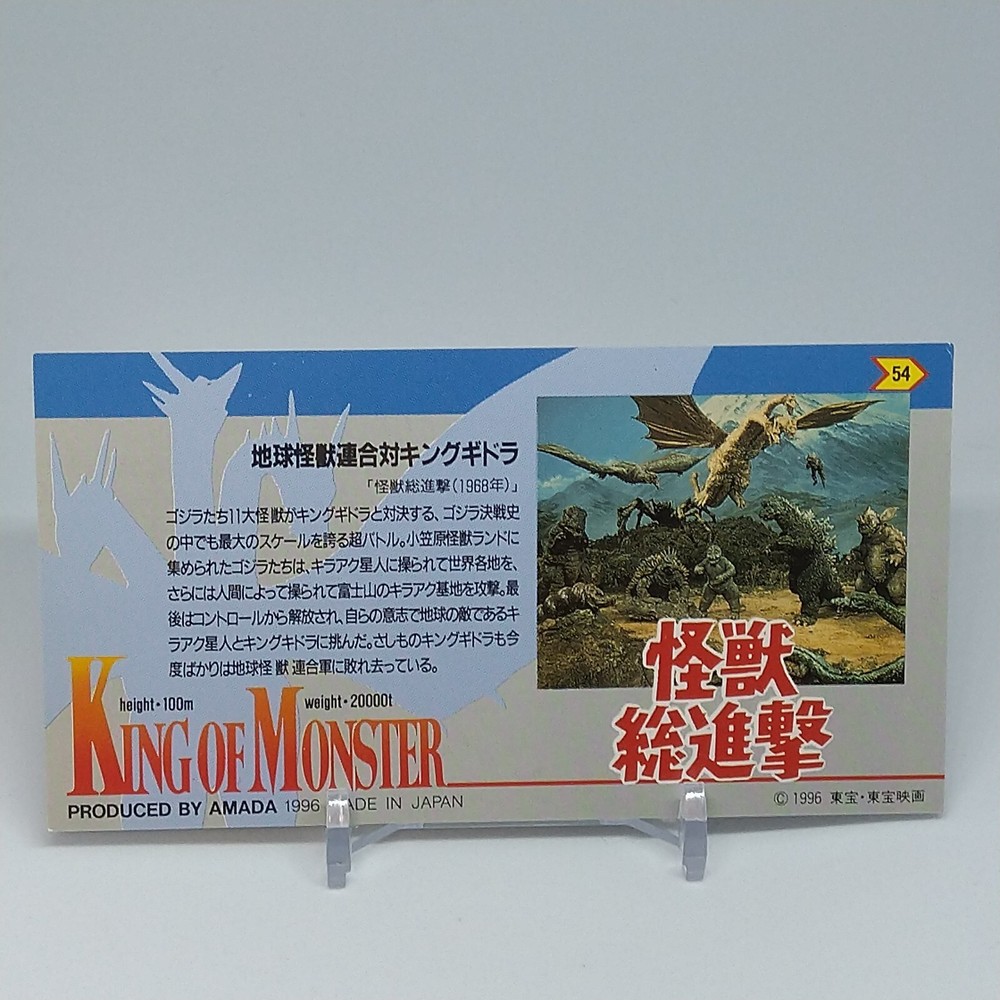 54
地球怪獣連合対キングギドラ
「怪獣総進撃(1968年)」
ゴジラたち11大怪獣がキングギドラと対決する、ゴジラ決戦史
の中でも最大のスケールを誇る超バトル。小笠原怪獣ランドに
集められたゴジラたちは、キラアク星人に操られて世界各地を、
さらには人間によって操られて富士山のキラアク基地を攻撃。最
後はコントロールから解放され、自らの意志で地球の敵であるキ
ラアク星人とキングギドラに挑んだ。さしものキングギドラも今
度ばかりは地球怪獣連合軍に敗れ去っている。
height・100m weight・20000t
KING OF MONSTER
PRODUCED BY AMADA 1996 MADE IN JAPAN
怪獣
総進撃
© 1996 東宝・東宝映画